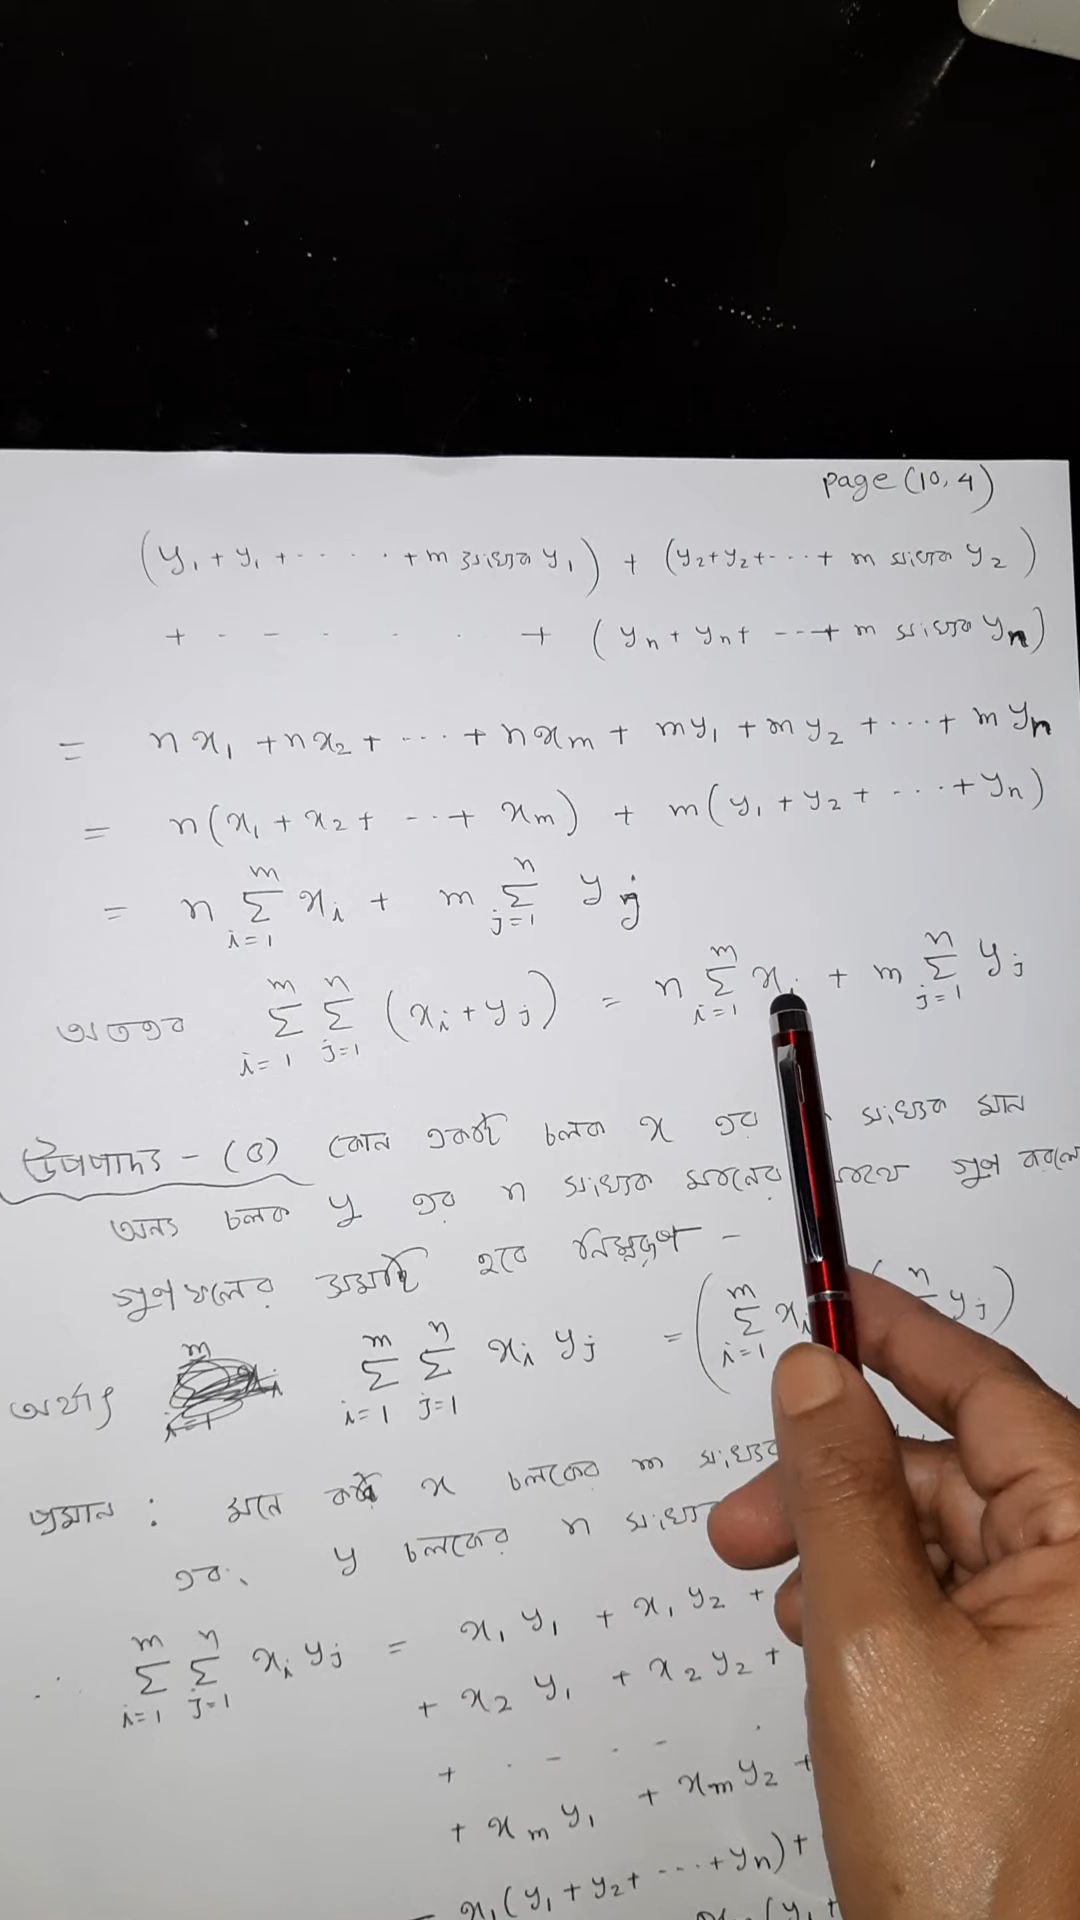 page (10, 4)
(y₁ + y₁ + ..... + m সংখ্যক y₁) + (y₂+y₂+...+ m সংখ্যক y₂)
+ - - . . . + (yₙ + yₙ+ ---+ m সংখ্যক yₙ)
= nx₁ + nx₂ + ... + nxₘ + my₁ + my₂ + ... + myₙ
= n(x₁ + x₂ + ... + xₘ) + m(y₁ + y₂ + .... + yₙ)
= n Σᵢ₌₁ᵐ xᵢ + m Σⱼ₌₁ⁿ yⱼ
অতএব Σᵢ₌₁ᵐ Σⱼ₌₁ⁿ (xᵢ + yⱼ) = n Σᵢ₌₁ᵐ xᵢ + m Σⱼ₌₁ⁿ yⱼ
উপপাদ্য - (৩) কোন একটি চলক x এর সংখ্যক মান
অন্য চলক y এর n সংখ্যক মানের গুণ করলে
গুণফলের সমষ্টি হবে নিম্নরূপ -
অর্থাৎ Σᵢ₌₁ᵐ Σⱼ₌₁ⁿ xᵢ yⱼ = (Σᵢ₌₁ᵐ xᵢ ( ⁿ yⱼ)
প্রমান : মনে করি x চলকের m
এবং y চলকের n
∴ Σᵢ₌₁ᵐ Σⱼ₌₁ⁿ xᵢ yⱼ = x₁y₁ + x₁y₂ +
+ x₂y₁ + x₂y₂ +
+ . - . . -
+ xₘy₁ + xₘy₂ +
= x₁(y₁ + y₂ + ... + yₙ) +